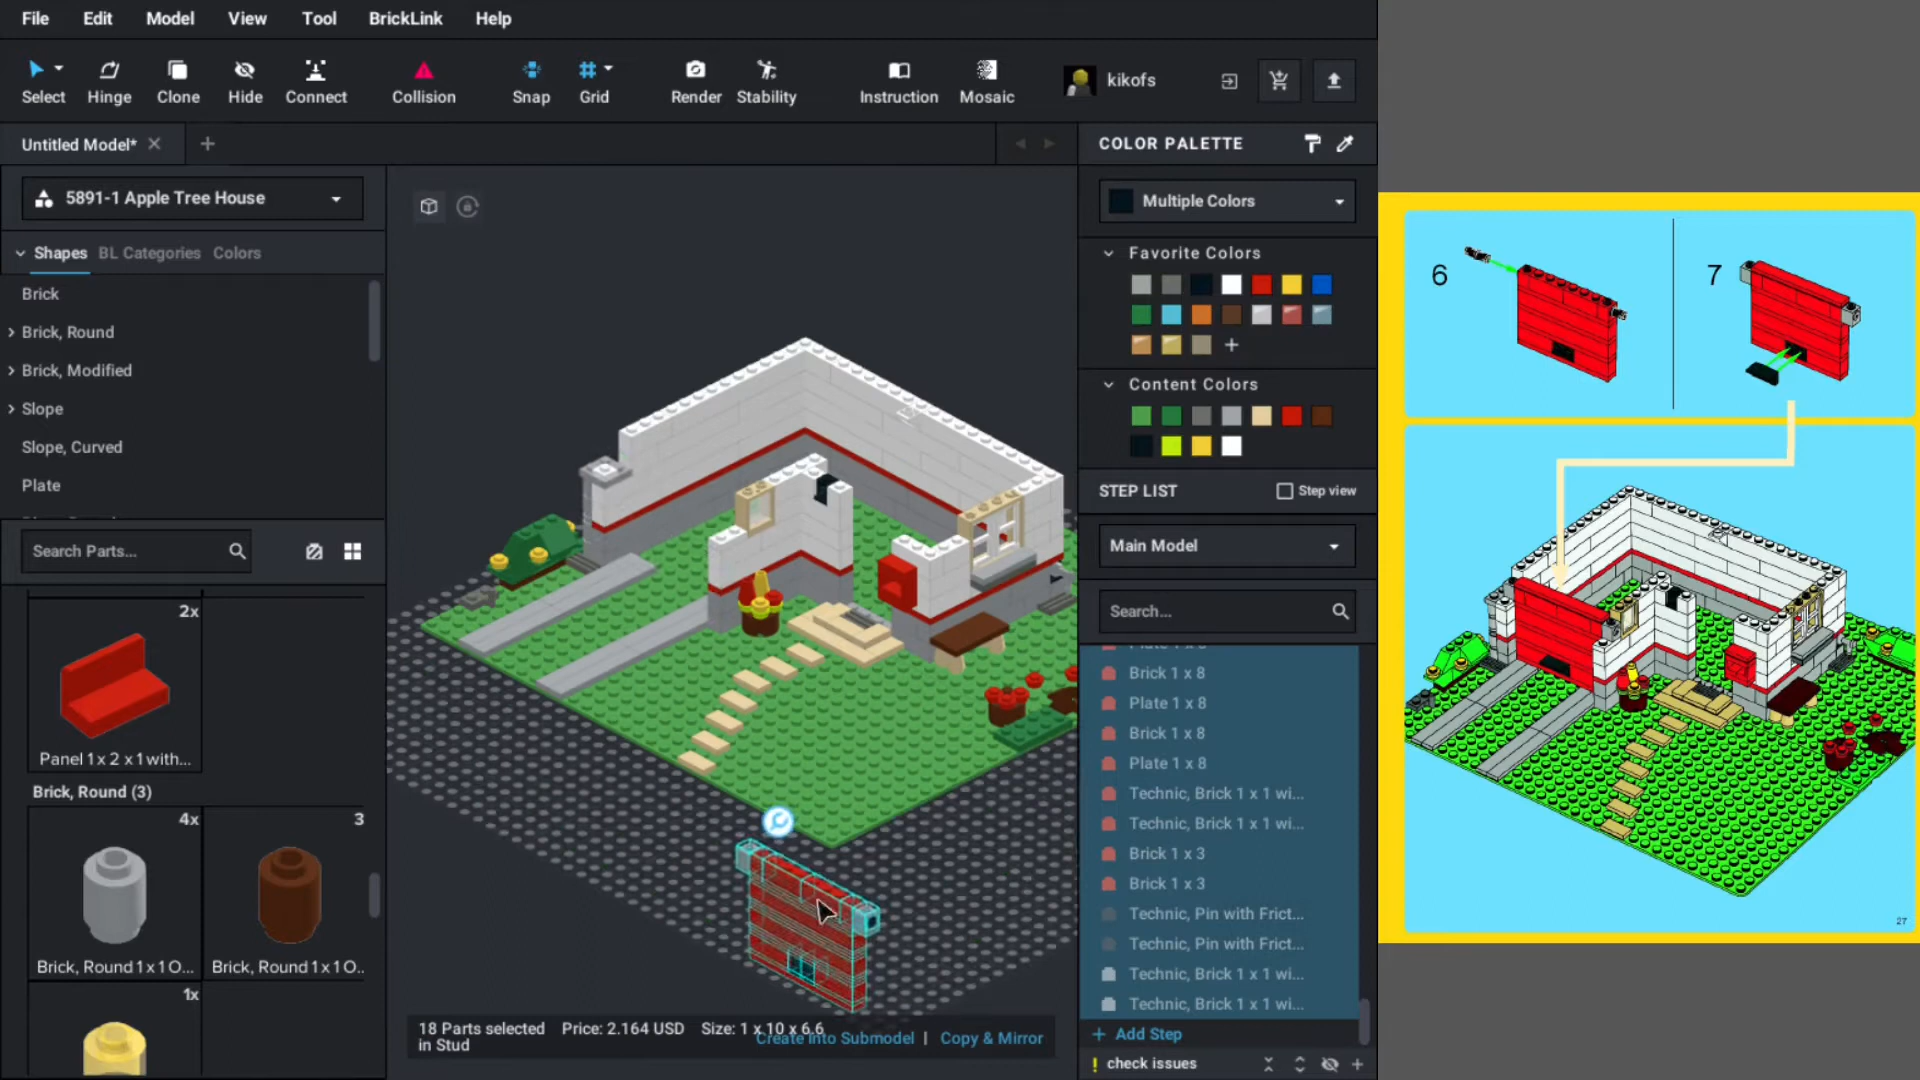 File Edit Model View Tool BrickLink Help
Select Hinge Clone Hide Connect Collision Snap Grid Render Stability Instruction Mosaic kikofs
Untitled Model*
COLOR PALETTE
5891-1 Apple Tree House
Multiple Colors
Shapes BL Categories Colors
Favorite Colors
Brick
Brick, Round
Brick, Modified
Slope
Slope, Curved
Plate
Content Colors
STEP LIST Step view
Main Model
Search Parts...
Search...
2x
Panel 1 x 2 x 1 with...
Brick, Round (3)
4x
3
Brick, Round 1 x 1 O...
Brick, Round 1 x 1 O..
1x
Brick 1 x 8
Plate 1 x 8
Brick 1 x 8
Plate 1 x 8
Technic, Brick 1 x 1 wi...
Technic, Brick 1 x 1 wi...
Brick 1 x 3
Brick 1 x 3
Technic, Pin with Frict...
Technic, Pin with Frict...
Technic, Brick 1 x 1 wi...
Technic, Brick 1 x 1 wi...
+ Add Step
! check issues
18 Parts selected Price: 2.164 USD Size: 1 x 10 x 6.6
in Stud
Create Into Submodel | Copy & Mirror
6
7
27